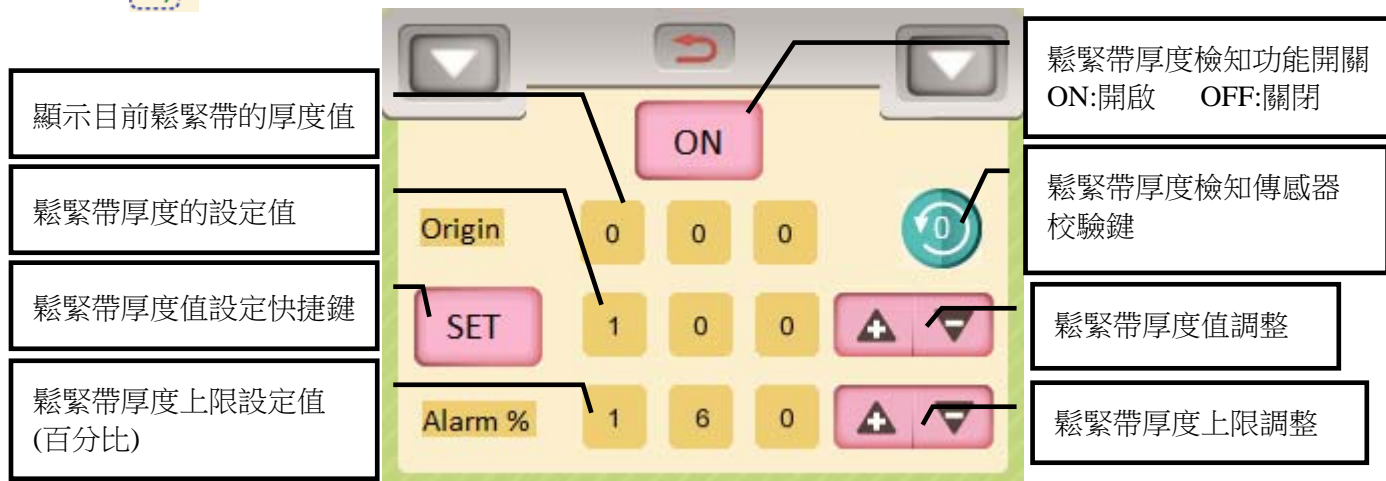 顯示目前鬆緊帶的厚度值
鬆緊帶厚度的設定值
鬆緊帶厚度值設定快捷鍵
鬆緊帶厚度上限設定值
(百分比)
ON
Origin 0 0 0 0
SET 1 0 0
Alarm % 1 6 0
鬆緊帶厚度檢知功能開關
ON:開啟 OFF:關閉
鬆緊帶厚度檢知傳感器
校驗鍵
鬆緊帶厚度值調整
鬆緊帶厚度上限調整